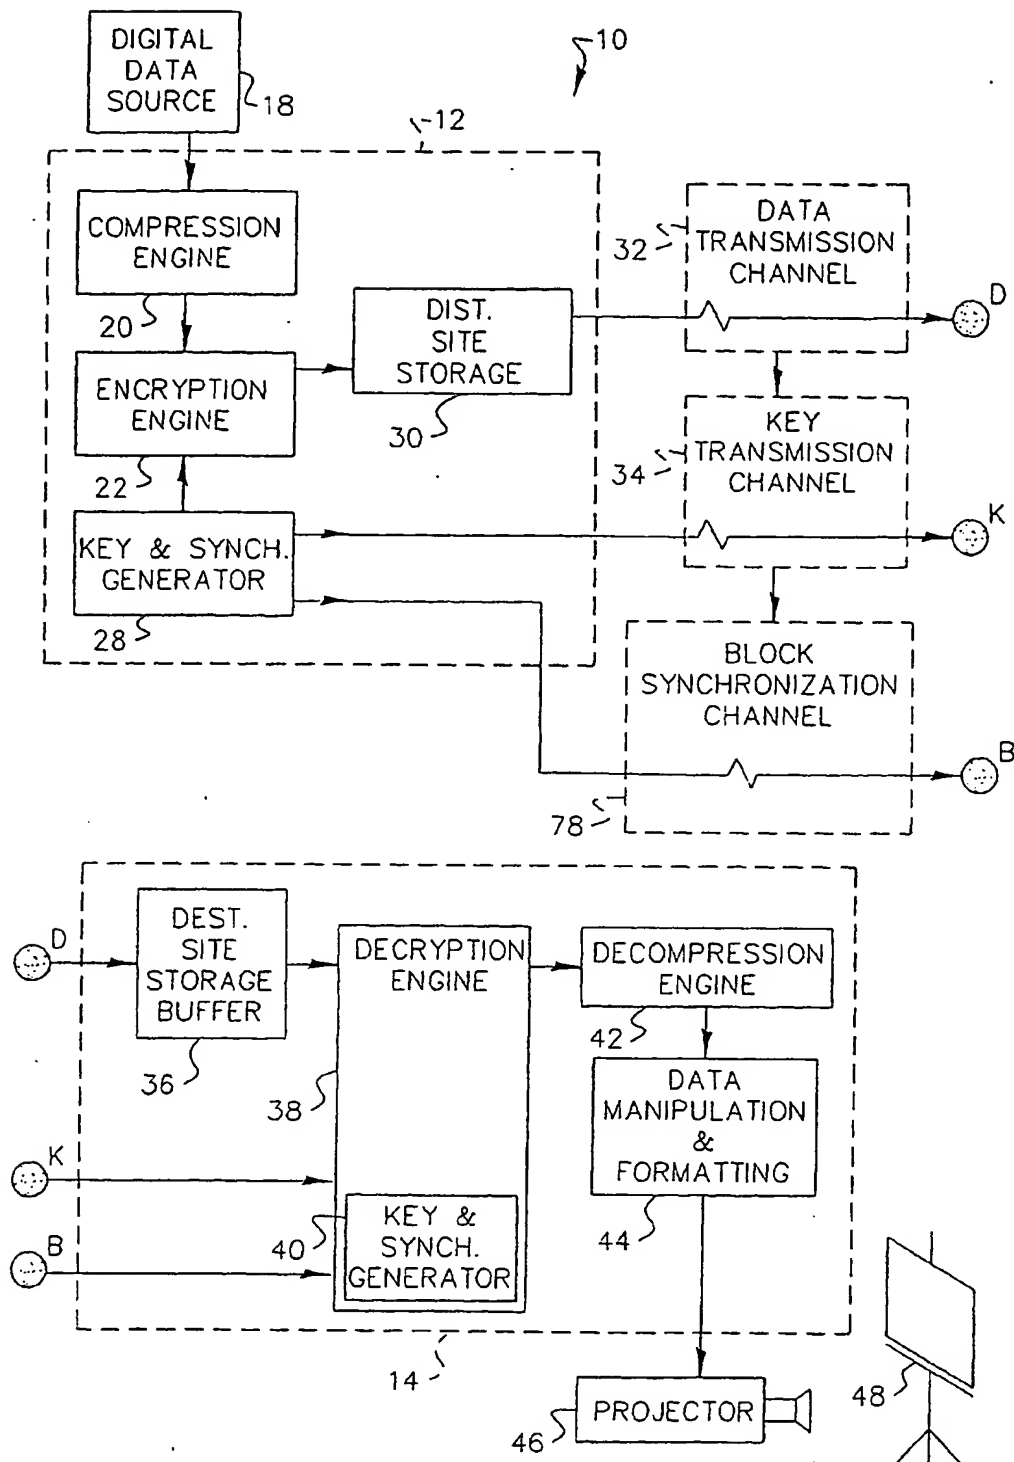 DIGITAL
DATA
SOURCE
18
10
12
COMPRESSION
ENGINE
20
ENCRYPTION
ENGINE
22
DIST.
SITE
STORAGE
30
KEY & SYNCH.
GENERATOR
28
DATA
TRANSMISSION
CHANNEL
32
D
KEY
TRANSMISSION
CHANNEL
34
K
BLOCK
SYNCHRONIZATION
CHANNEL
78
B
D
DEST.
SITE
STORAGE
BUFFER
36
DECRYPTION
ENGINE
38
DECOMPRESSION
ENGINE
42
DATA
MANIPULATION
&
FORMATTING
44
K
B
40
KEY &
SYNCH.
GENERATOR
14
PROJECTOR
46
48